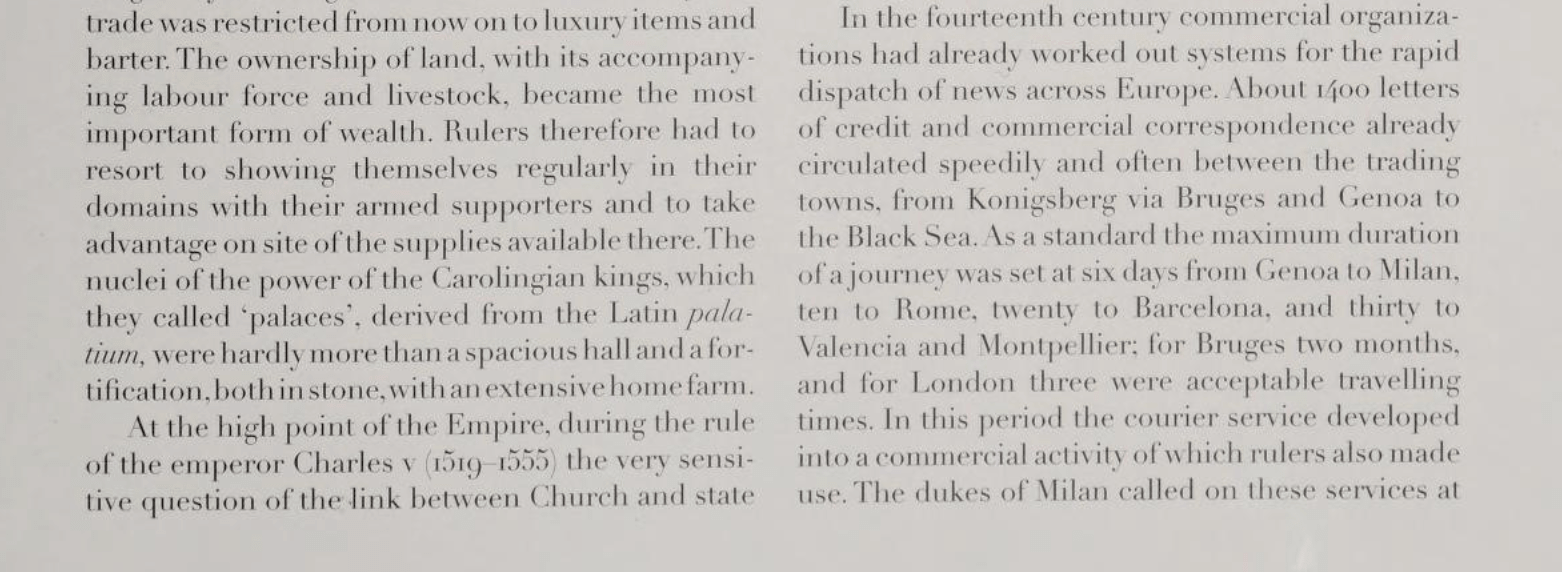 trade was restricted from now on to luxury items and
barter. The ownership of land, with its accompany-
ing labour force and livestock, became the most
important form of wealth. Rulers therefore had to
resort to showing themselves regularly in their
domains with their armed supporters and to take
advantage on site of the supplies available there. The
nuclei of the power of the Carolingian kings, which
they called ‘palaces’, derived from the Latin pala-
tium, were hardly more than a spacious hall and a for-
tification, both in stone, with an extensive home farm.
At the high point of the Empire, during the rule
of the emperor Charles V (1519–1555) the very sensi-
tive question of the link between Church and state
In the fourteenth century commercial organiza-
tions had already worked out systems for the rapid
dispatch of news across Europe. About 1400 letters
of credit and commercial correspondence already
circulated speedily and often between the trading
towns, from Konigsberg via Bruges and Genoa to
the Black Sea. As a standard the maximum duration
of a journey was set at six days from Genoa to Milan,
ten to Rome, twenty to Barcelona, and thirty to
Valencia and Montpellier; for Bruges two months,
and for London three were acceptable travelling
times. In this period the courier service developed
into a commercial activity of which rulers also made
use. The dukes of Milan called on these services at